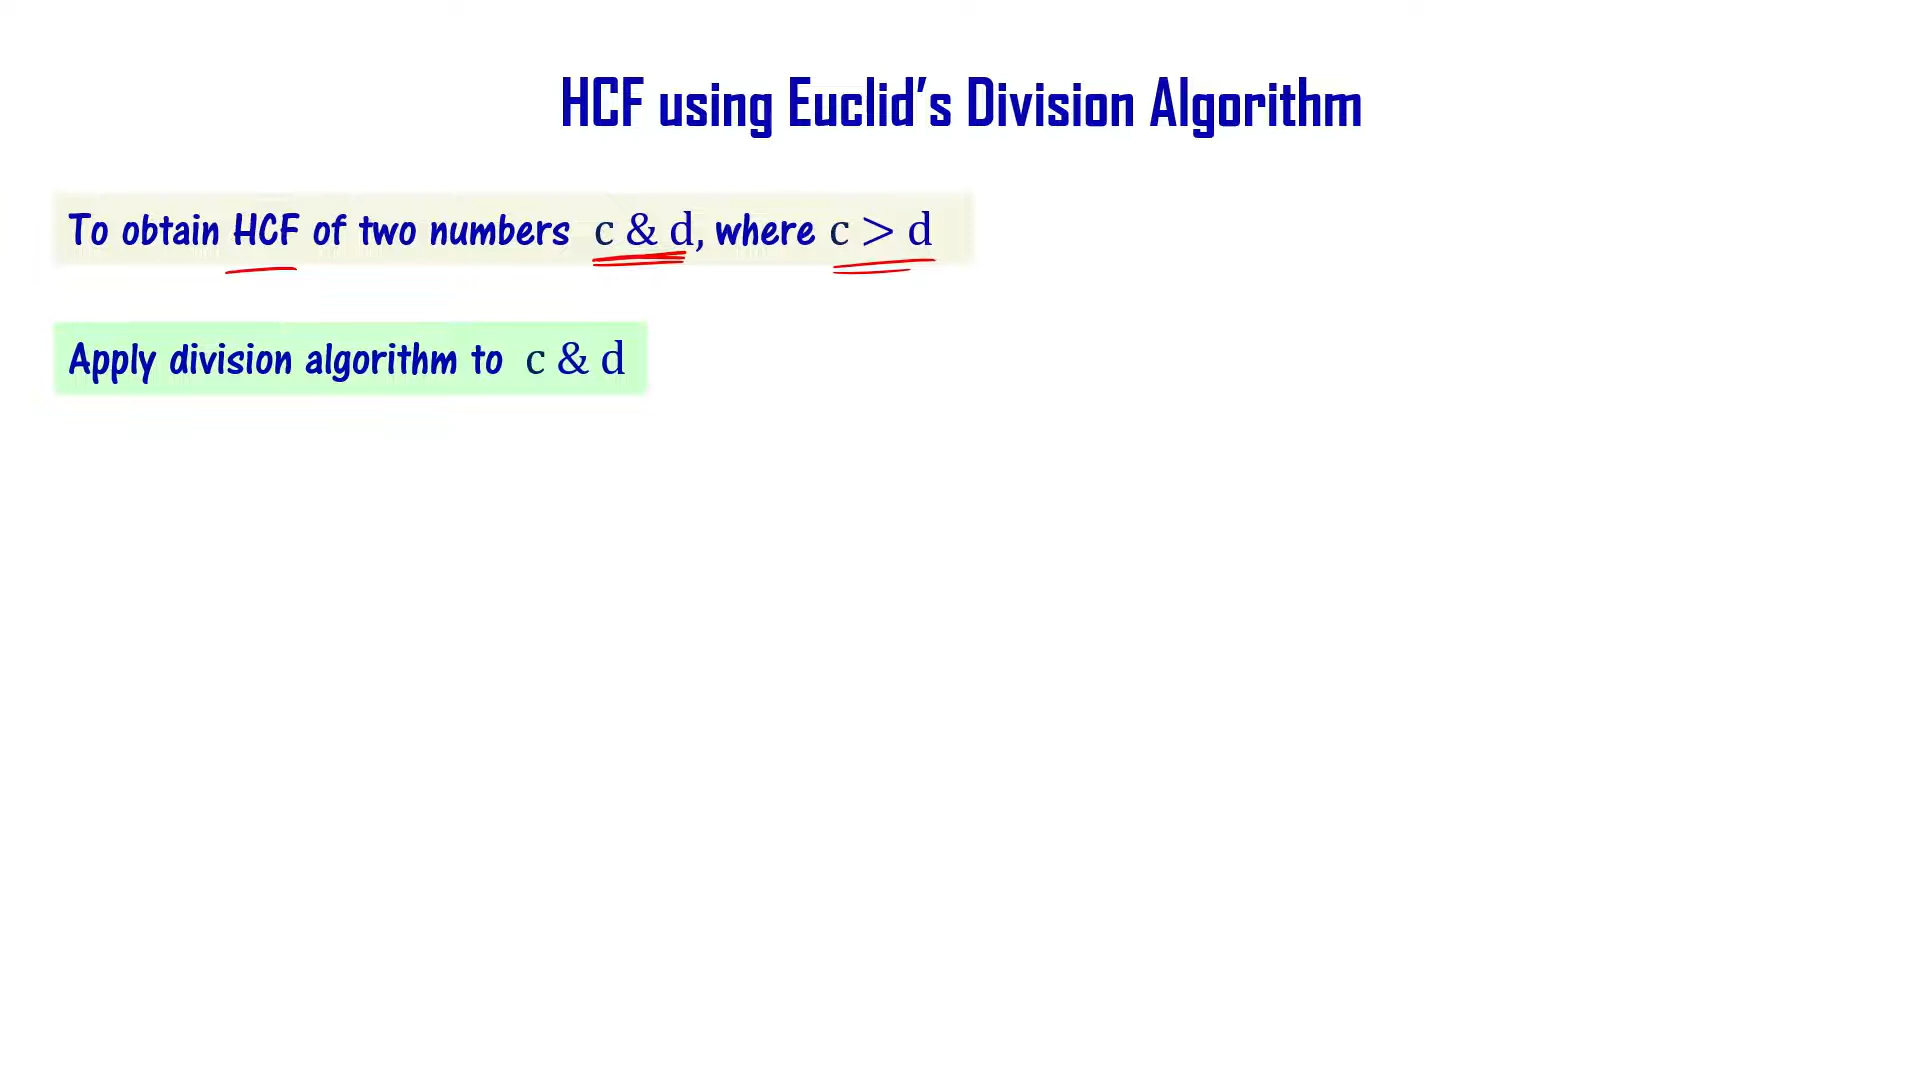 HCF using Euclid’s Division Algorithm
To obtain HCF of two numbers c & d, where c > d
Apply division algorithm to c & d